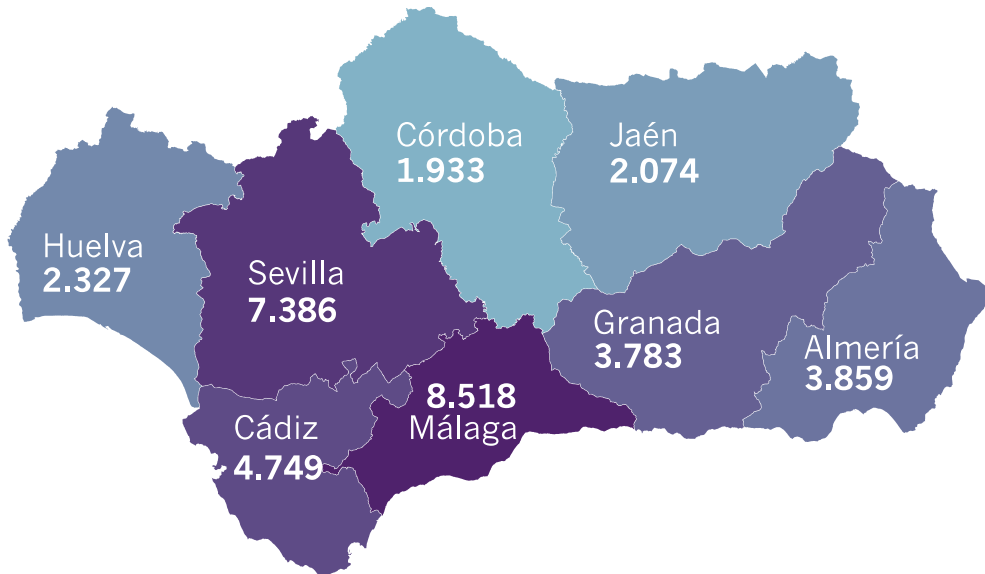 Córdoba
1.933
Jaén
2.074
Huelva
2.327
Sevilla
7.386
Granada
3.783
Almería
3.859
8.518
Málaga
Cádiz
4.749